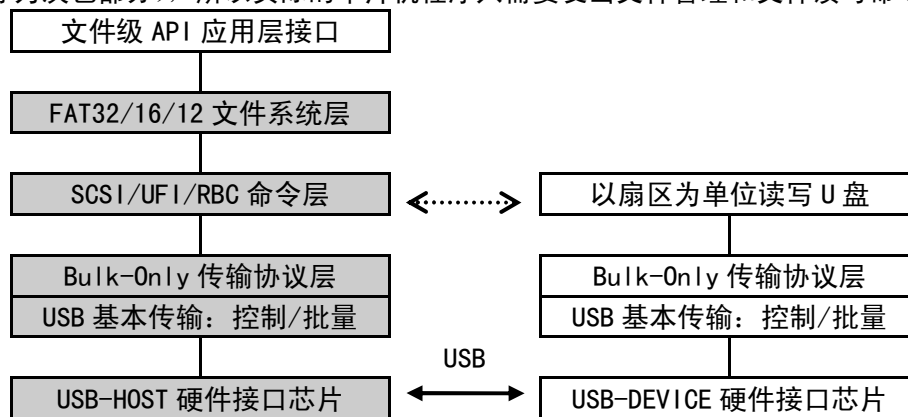 文件级 API 应用层接口
FAT32/16/12 文件系统层
SCSI/UFI/RBC 命令层
以扇区为单位读写 U 盘
Bulk-Only 传输协议层
Bulk-Only 传输协议层
USB 基本传输：控制/批量
USB 基本传输：控制/批量
USB
USB-HOST 硬件接口芯片
USB-DEVICE 硬件接口芯片